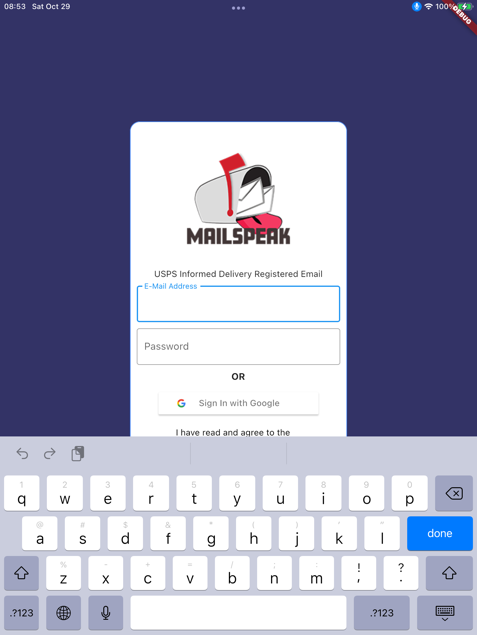 08:53 Sat Oct 29
100%
DEBUG
MAILSPEAK
USPS Informed Delivery Registered Email
E-Mail Address
Password
OR
Sign In with Google
I have read and agree to the
1 2 3 4 5 6 7 8 9 0
q w e r t y u i o p
@ # $ & * ( ) ' "
a s d f g h j k l done
% - + = / ; : ! ?
z x c v b n m , .
.?123 .?123